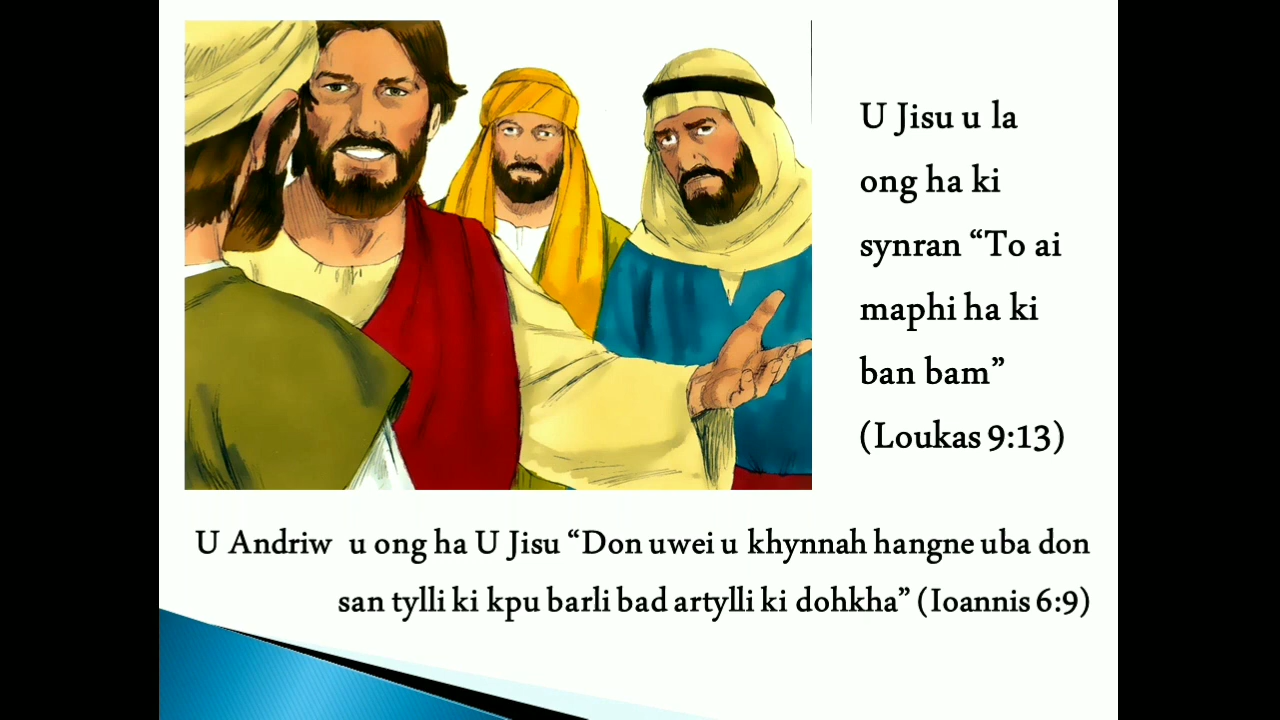 U Jisu u la
ong ha ki
synran “To ai
maphi ha ki
ban bam”
(Loukas 9:13)
U Andriw u ong ha U Jisu “Don uwei u khynnah hangne uba don
san tylli ki kpu barli bad artylli ki dohkha” (Ioannis 6:9)